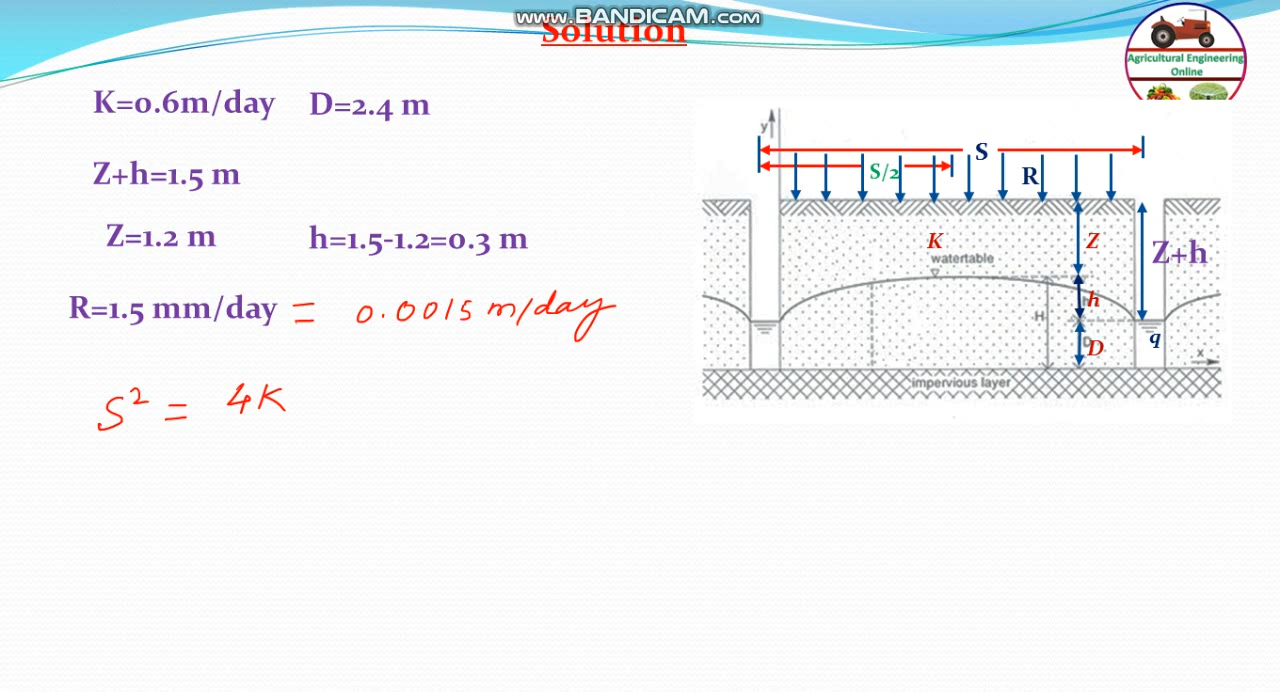 www.BANDICAM.com
Solution
Agricultural Engineering
Online
K=0.6m/day D=2.4 m
Z+h=1.5 m
Z=1.2 m h=1.5-1.2=0.3 m
R=1.5 mm/day = 0.0015 m/day
S² = 4K
y
S
S/2
R
K
watertable
Z
Z+h
H
h
D
q
x
impervious layer